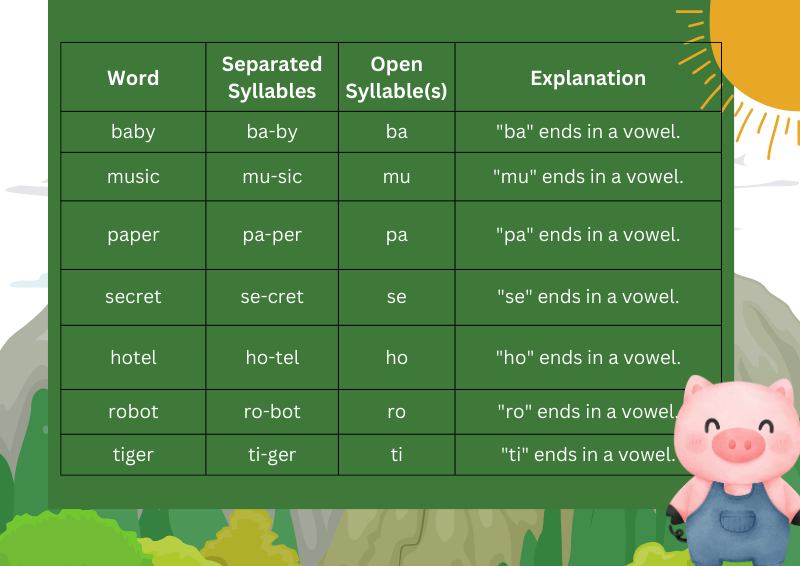 Word Separated Syllables Open Syllable(s) Explanation
baby ba-by ba "ba" ends in a vowel.
music mu-sic mu "mu" ends in a vowel.
paper pa-per pa "pa" ends in a vowel.
secret se-cret se "se" ends in a vowel.
hotel ho-tel ho "ho" ends in a vowel.
robot ro-bot ro "ro" ends in a vowel.
tiger ti-ger ti "ti" ends in a vowel.